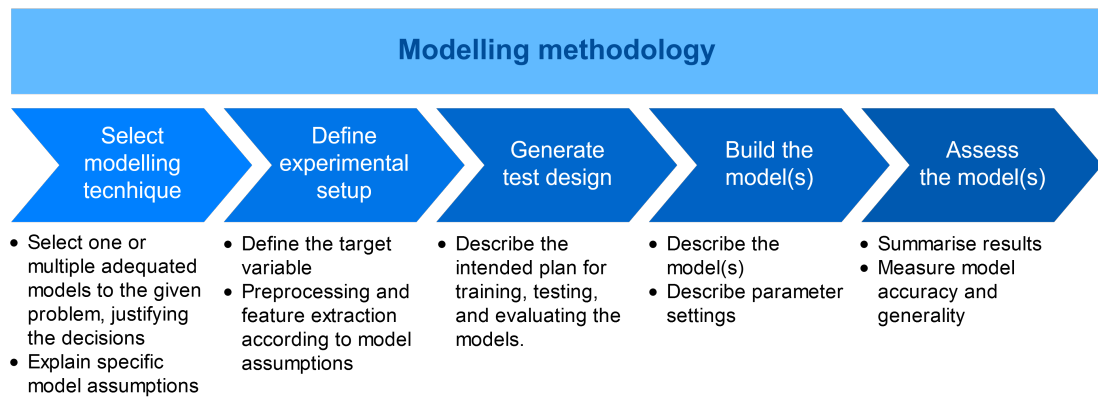 Modelling methodology
Select
modelling
tecnhique
Define
experimental
setup
Generate
test design
Build the
model(s)
Assess
the model(s)
• Select one or
multiple adequated
models to the given
problem, justifying
the decisions
• Explain specific
model assumptions
• Define the target
variable
• Preprocessing and
feature extraction
according to model
assumptions
• Describe the
intended plan for
training, testing,
and evaluating the
models.
• Describe the
model(s)
• Describe parameter
settings
• Summarise results
• Measure model
accuracy and
generality